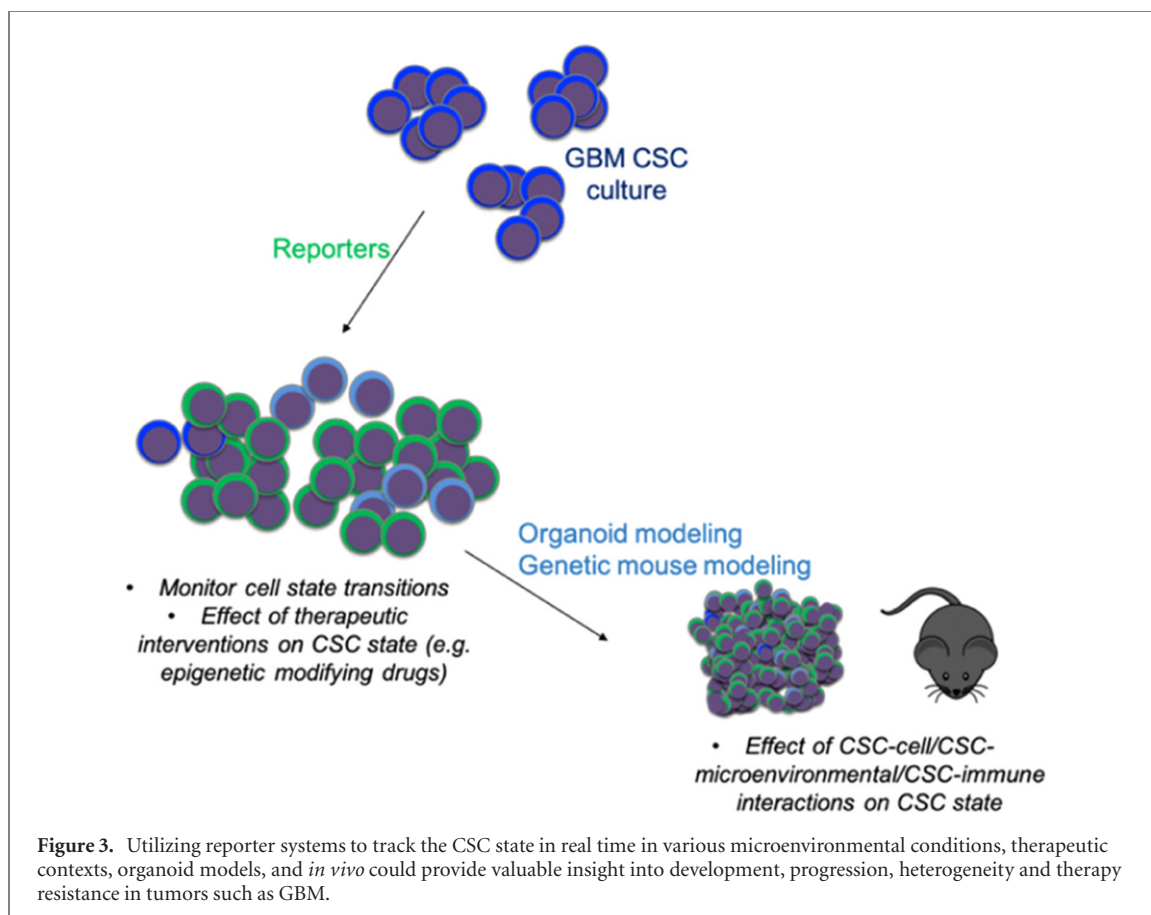 GBM CSC
culture
Reporters
Organoid modeling
Genetic mouse modeling
• Monitor cell state transitions
• Effect of therapeutic
interventions on CSC state (e.g.
epigenetic modifying drugs)
• Effect of CSC-cell/CSC-
microenvironmental/CSC-immune
interactions on CSC state
Figure 3. Utilizing reporter systems to track the CSC state in real time in various microenvironmental conditions, therapeutic
contexts, organoid models, and in vivo could provide valuable insight into development, progression, heterogeneity and therapy
resistance in tumors such as GBM.